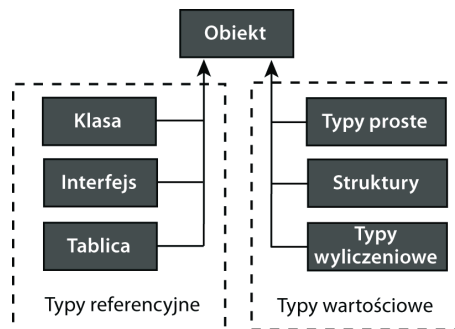 Obiekt
Klasa
Interfejs
Tablica
Typy referencyjne
Typy proste
Struktury
Typy
wyliczeniowe
Typy wartościowe